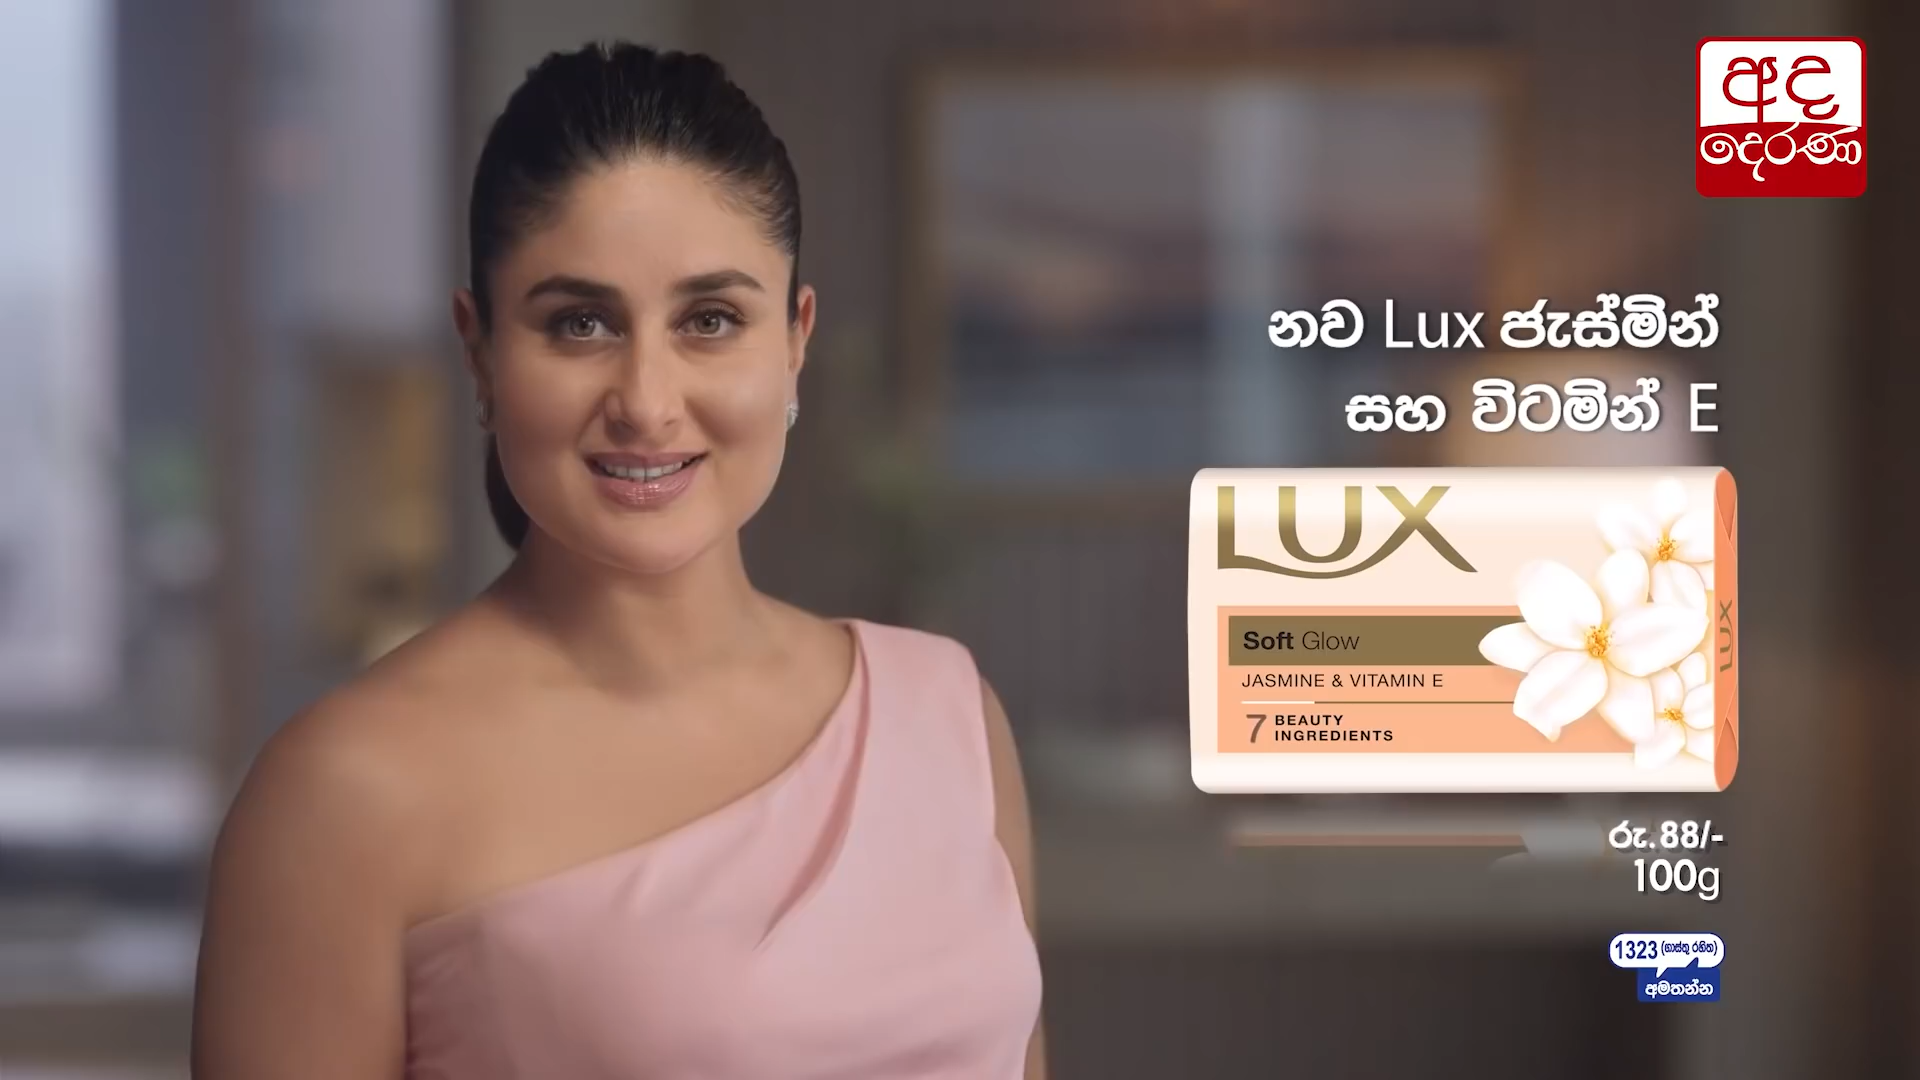 අද
දෙරණ
නව Lux ජැස්මින්
සහ විටමින් E
LUX
Soft Glow
JASMINE & VITAMIN E
7 BEAUTY
INGREDIENTS
LUX
රු.88/-
100g
1323 (ගාස්තු රහිත)
අමතන්න